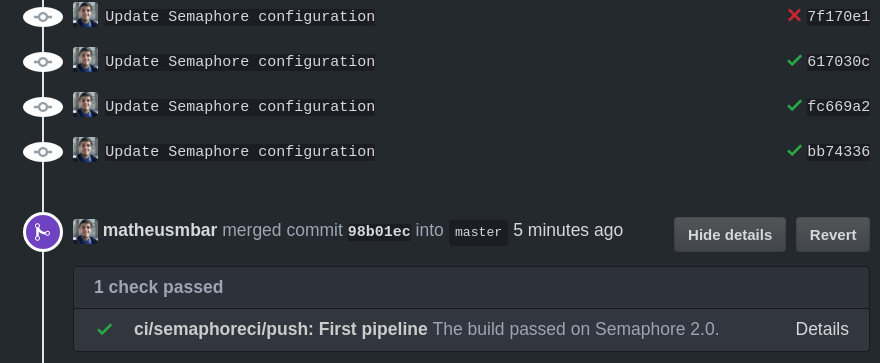 Update Semaphore configuration 7f170e1
Update Semaphore configuration 617030c
Update Semaphore configuration fc669a2
Update Semaphore configuration bb74336
matheusmbar merged commit 98b01ec into master 5 minutes ago Hide details Revert
1 check passed
ci/semaphoreci/push: First pipeline The build passed on Semaphore 2.0. Details